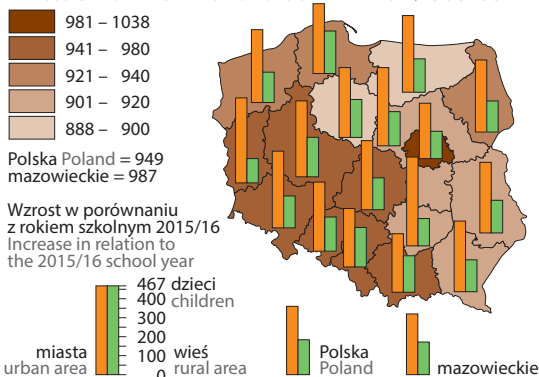 981 – 1038
941 – 980
921 – 940
901 – 920
888 – 900
Polska Poland = 949
mazowieckie = 987
Wzrost w porównaniu
z rokiem szkolnym 2015/16
Increase in relation to
the 2015/16 school year
467 dzieci
400 children
300
200
100
0
miasta
urban area
wieś
rural area
Polska
Poland
mazowieckie